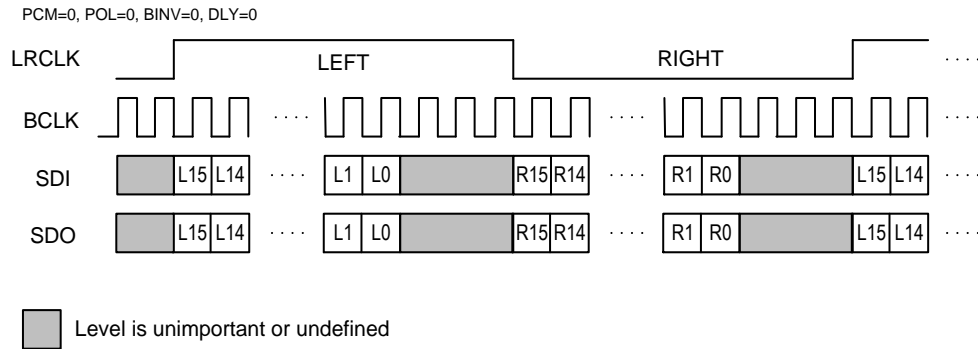 PCM=0, POL=0, BINV=0, DLY=0
LRCLK LEFT RIGHT · · · ·
BCLK · · · · · · · · · · · ·
SDI L15 L14 · · · · L1 L0 R15 R14 · · · · R1 R0 L15 L14 · · · ·
SDO L15 L14 · · · · L1 L0 R15 R14 · · · · R1 R0 L15 L14 · · · ·
Level is unimportant or undefined